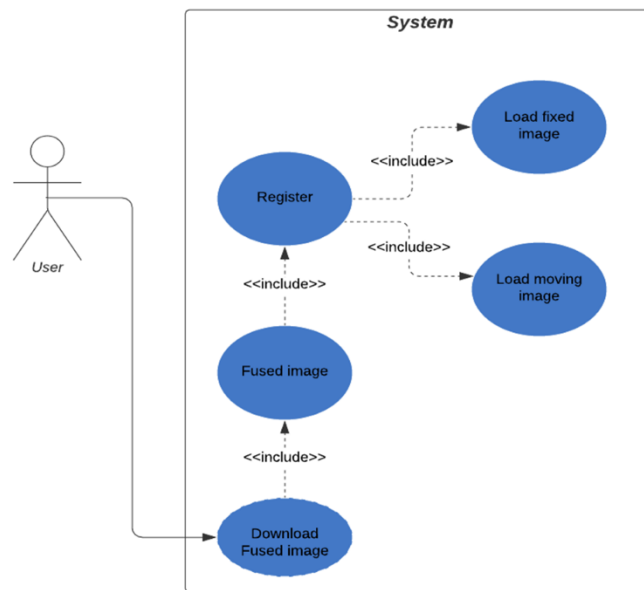 System
Load fixed
image
<<include>>
Register
<<include>>
User
Load moving
image
<<include>>
Fused image
<<include>>
Download
Fused image